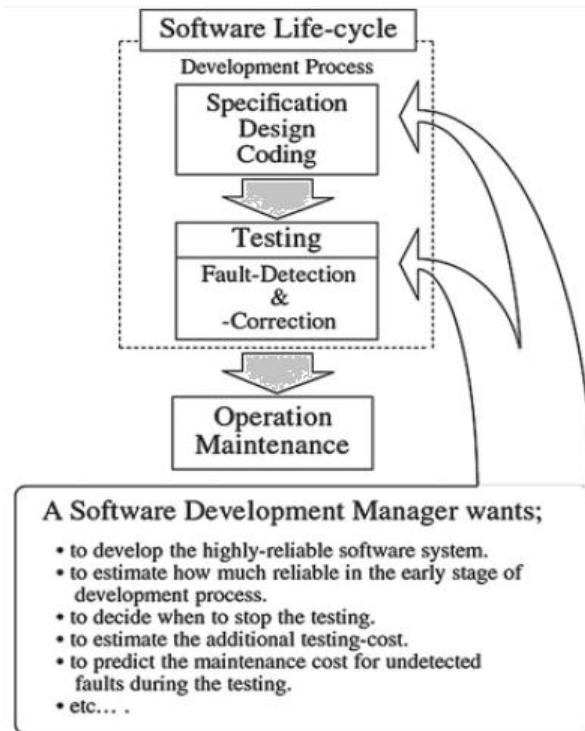 Software Life-cycle
Development Process
Specification
Design
Coding
Testing
Fault-Detection
&
-Correction
Operation
Maintenance
A Software Development Manager wants;
• to develop the highly-reliable software system.
• to estimate how much reliable in the early stage of
development process.
• to decide when to stop the testing.
• to estimate the additional testing-cost.
• to predict the maintenance cost for undetected
faults during the testing.
• etc… .